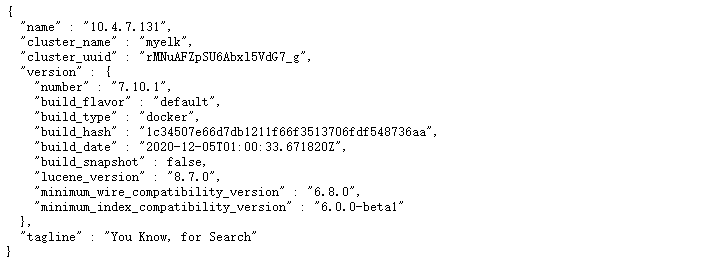 {
  "name" : "10.4.7.131",
  "cluster_name" : "myelk",
  "cluster_uuid" : "rMNuAFZpSU6Abxl5VdG7_g",
  "version" : {
    "number" : "7.10.1",
    "build_flavor" : "default",
    "build_type" : "docker",
    "build_hash" : "1c34507e66d7db1211f66f3513706fdf548736aa",
    "build_date" : "2020-12-05T01:00:33.671820Z",
    "build_snapshot" : false,
    "lucene_version" : "8.7.0",
    "minimum_wire_compatibility_version" : "6.8.0",
    "minimum_index_compatibility_version" : "6.0.0-beta1"
  },
  "tagline" : "You Know, for Search"
}